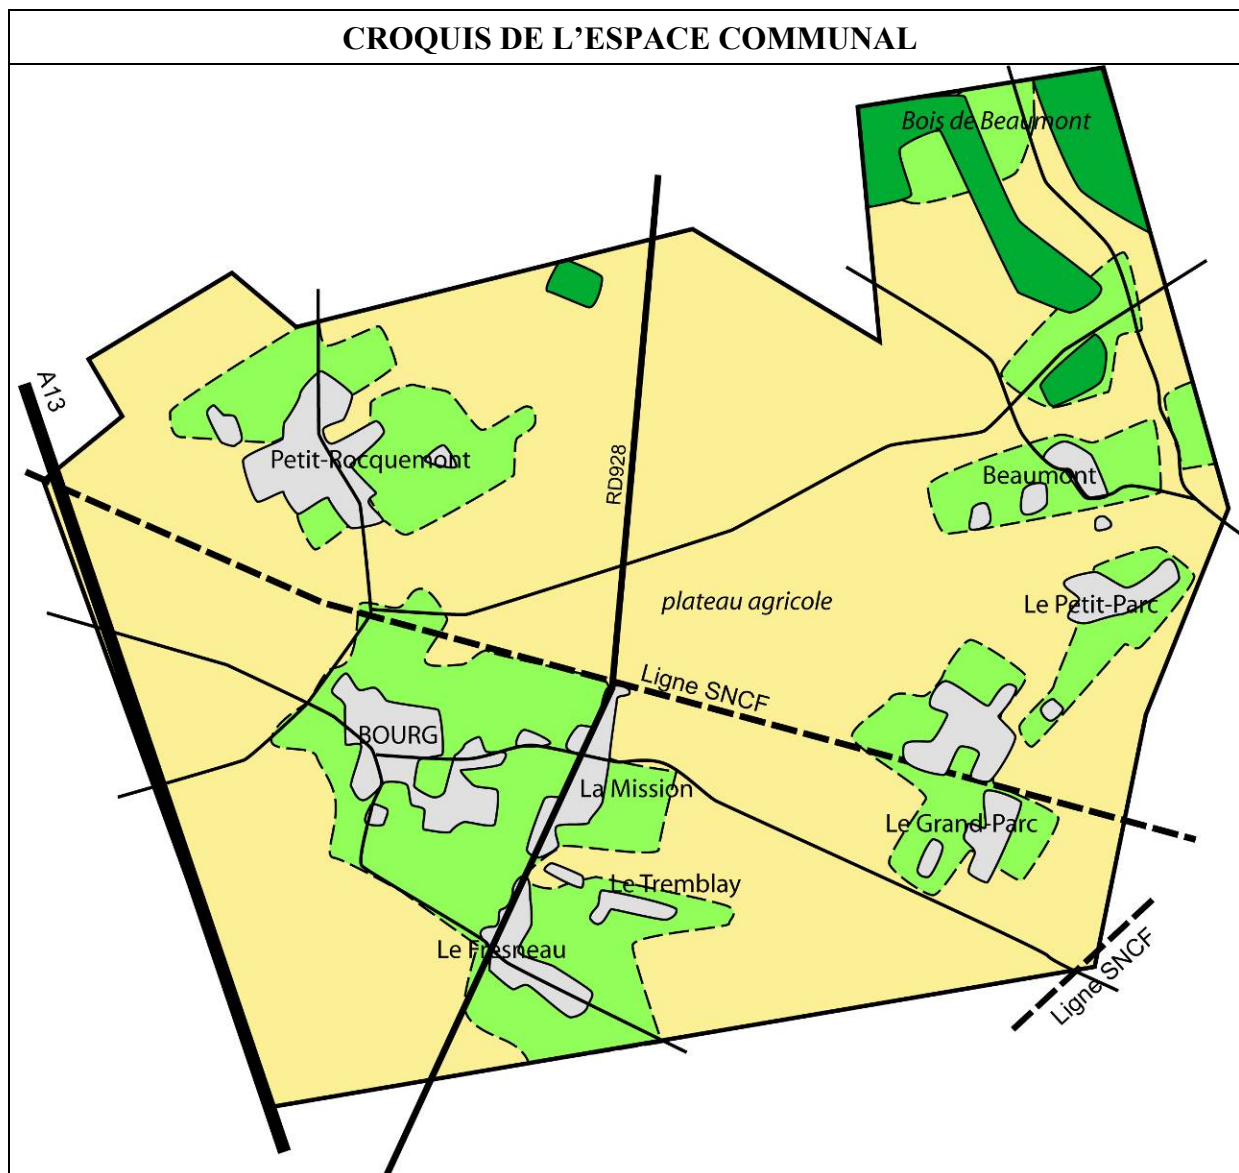 CROQUIS DE L’ESPACE COMMUNAL
Bois de Beaumont
A13
Petit-Rocquemont
RD928
Beaumont
plateau agricole
Le Petit-Parc
Ligne SNCF
BOURG
La Mission
Le Grand-Parc
Le Tremblay
Le Fresneau
Ligne SNCF